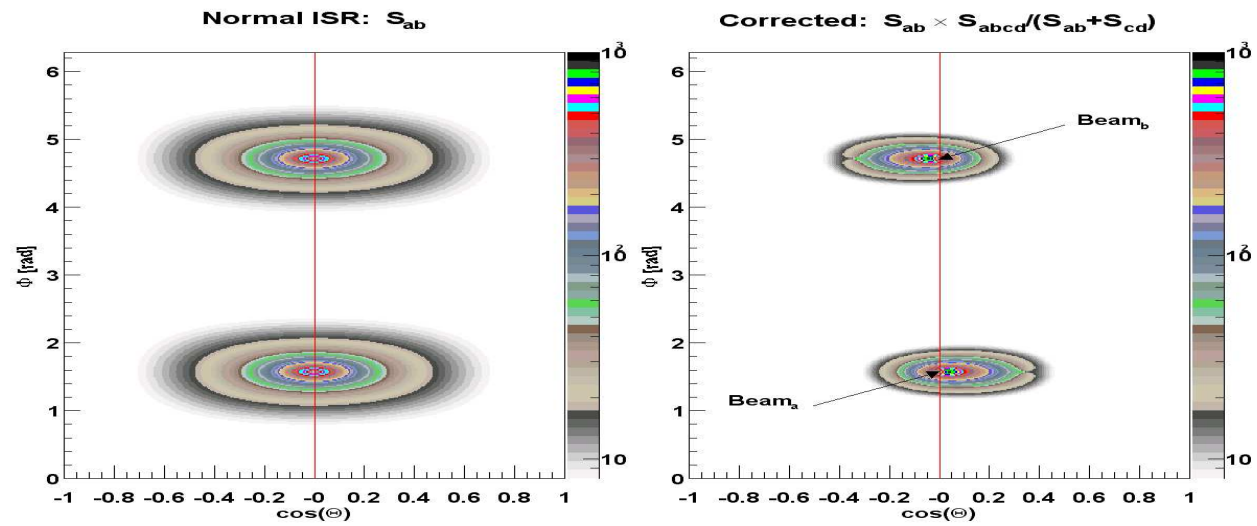 Normal ISR: S_ab
Corrected: S_ab × S_abcd/(S_ab+S_cd)
Φ [rad]
6
5
4
3
2
1
0
-1 -0.8 -0.6 -0.4 -0.2 -0 0.2 0.4 0.6 0.8 1
cos(Θ)
10³
10²
10
Φ [rad]
6
5
4
3
2
1
0
Beam_b
Beam_a
-1 -0.8 -0.6 -0.4 -0.2 -0 0.2 0.4 0.6 0.8 1
cos(Θ)
10³
10²
10